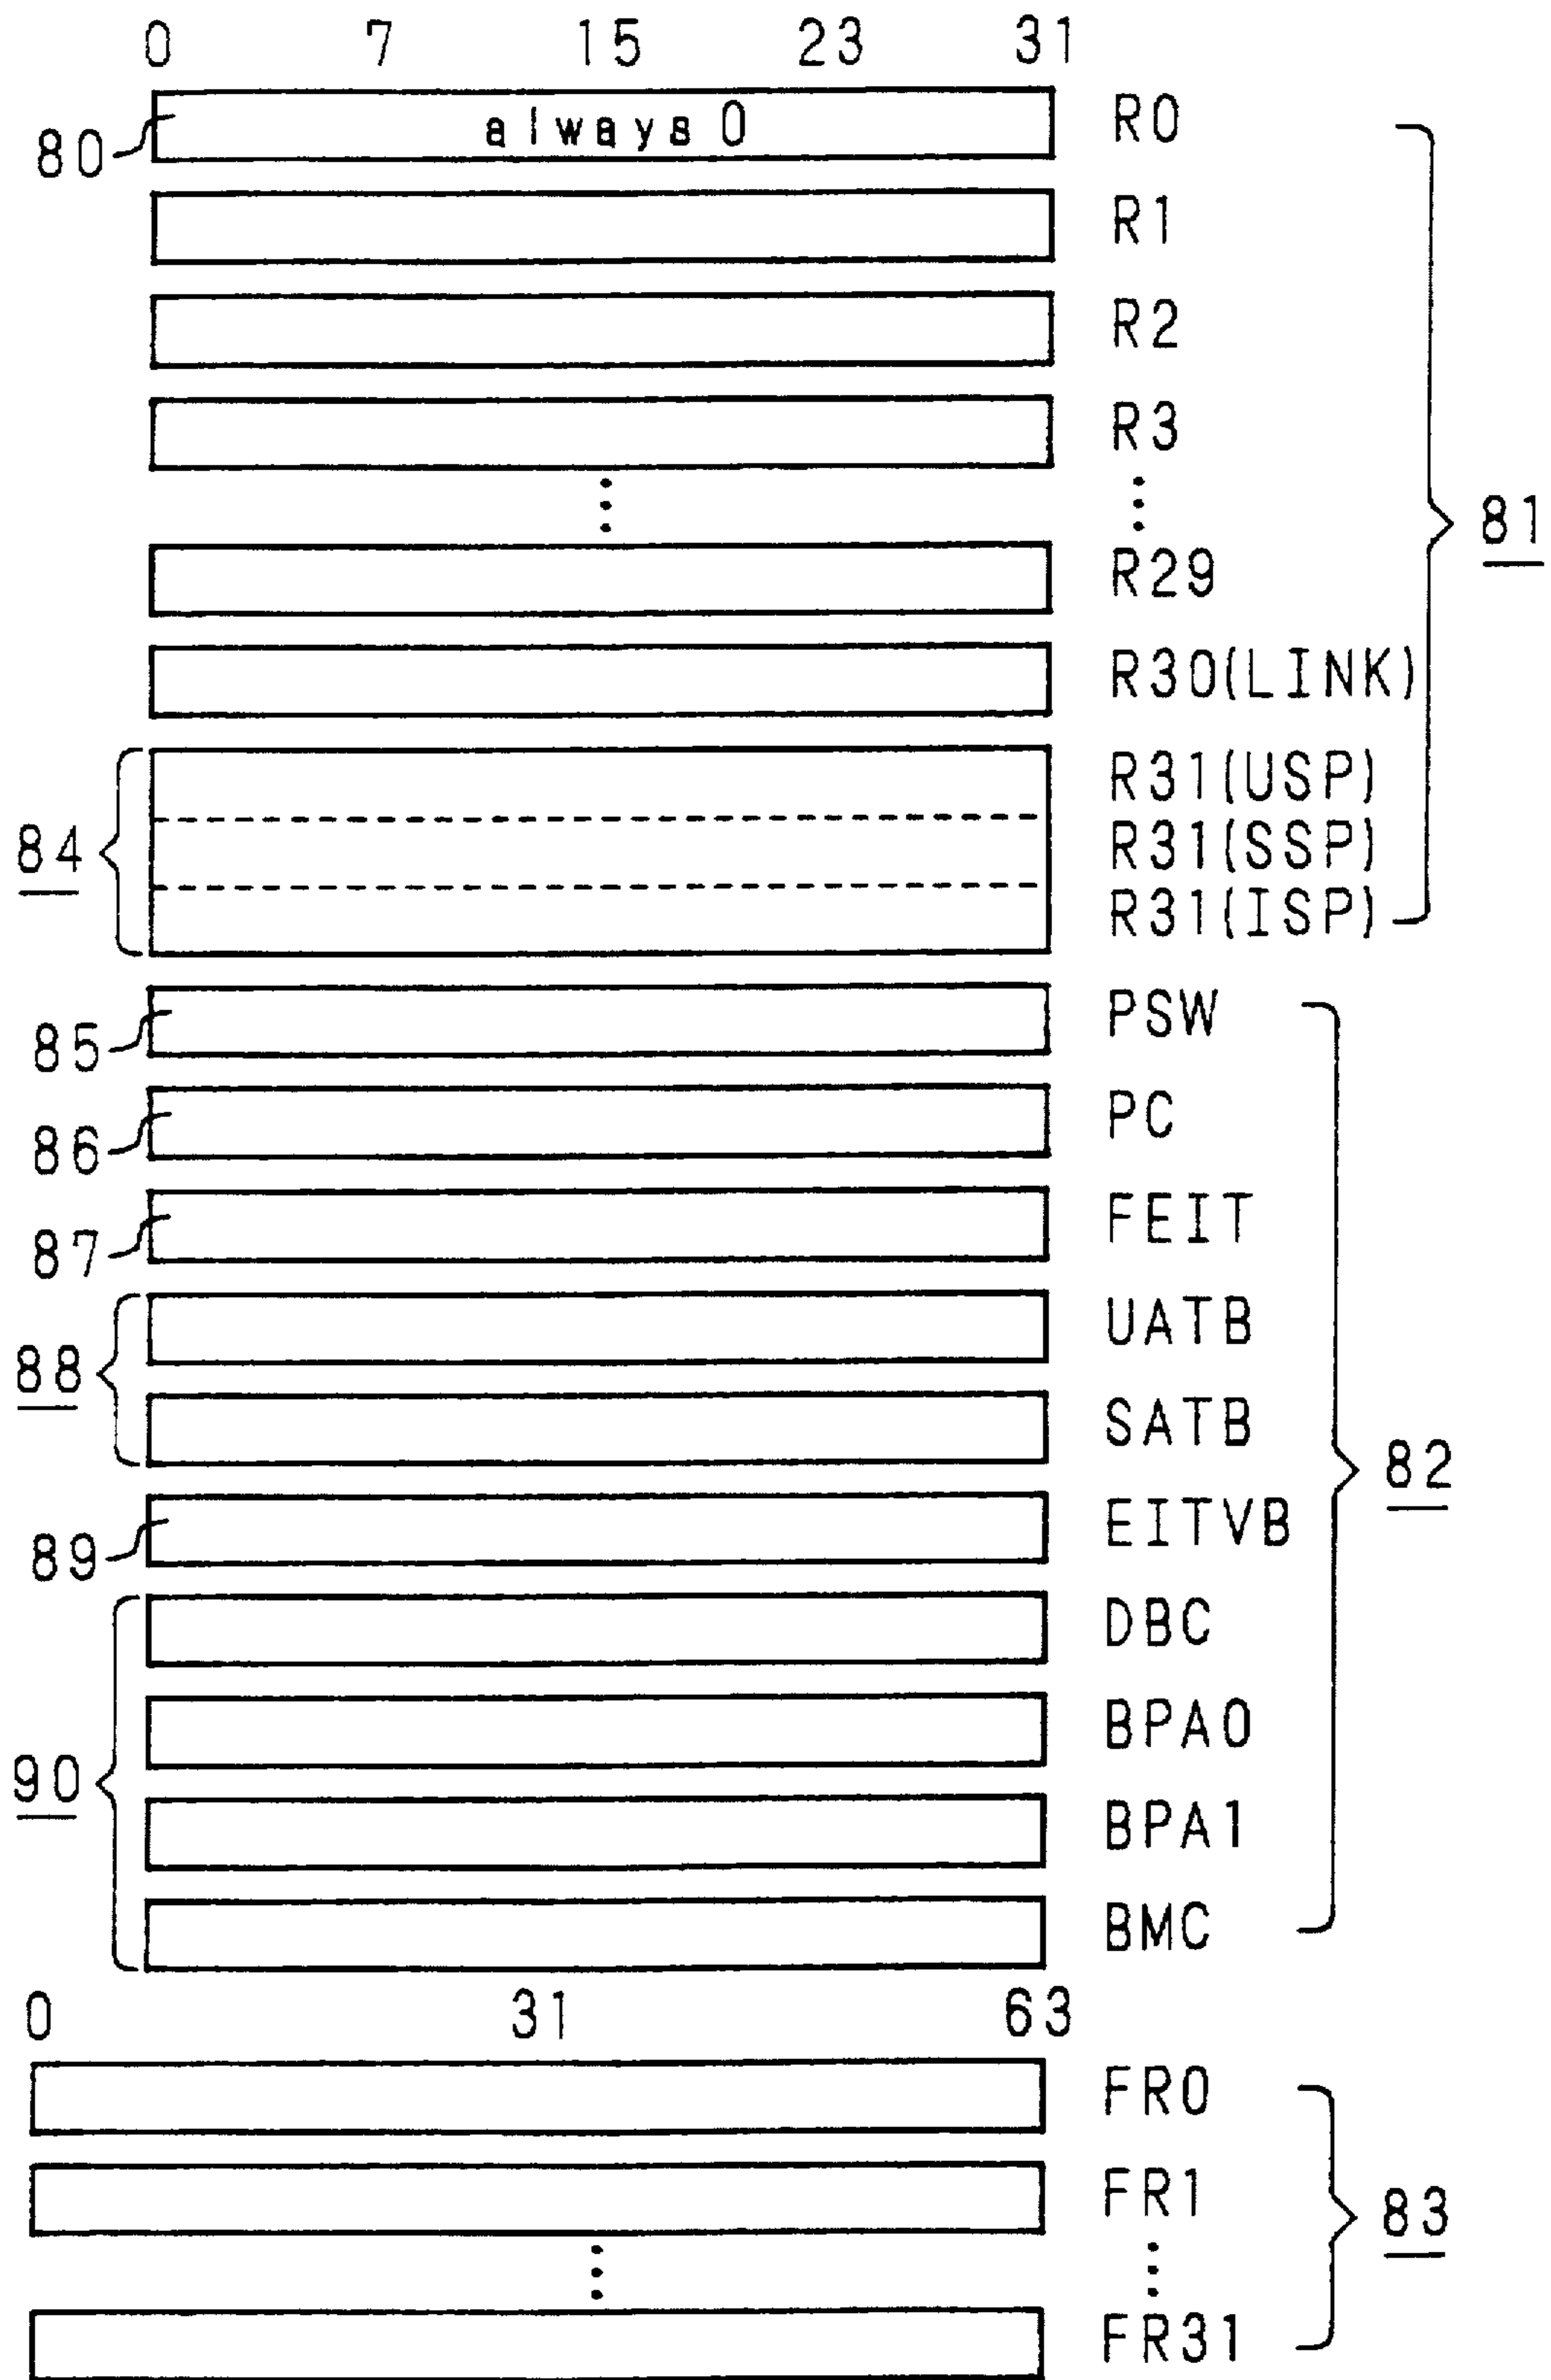 0 7 15 23 31
80 always0 R0
R1
R2
R3
81
R29
R30(LINK)
R31(USP)
84 R31(SSP)
R31(ISP)
85 PSW
86 PC
87 FEIT
UATB
88
SATB
82
89 EITVB
DBC
BPA0
90
BPA1
BMC
0 31 63
FR0
FR1
83
FR31